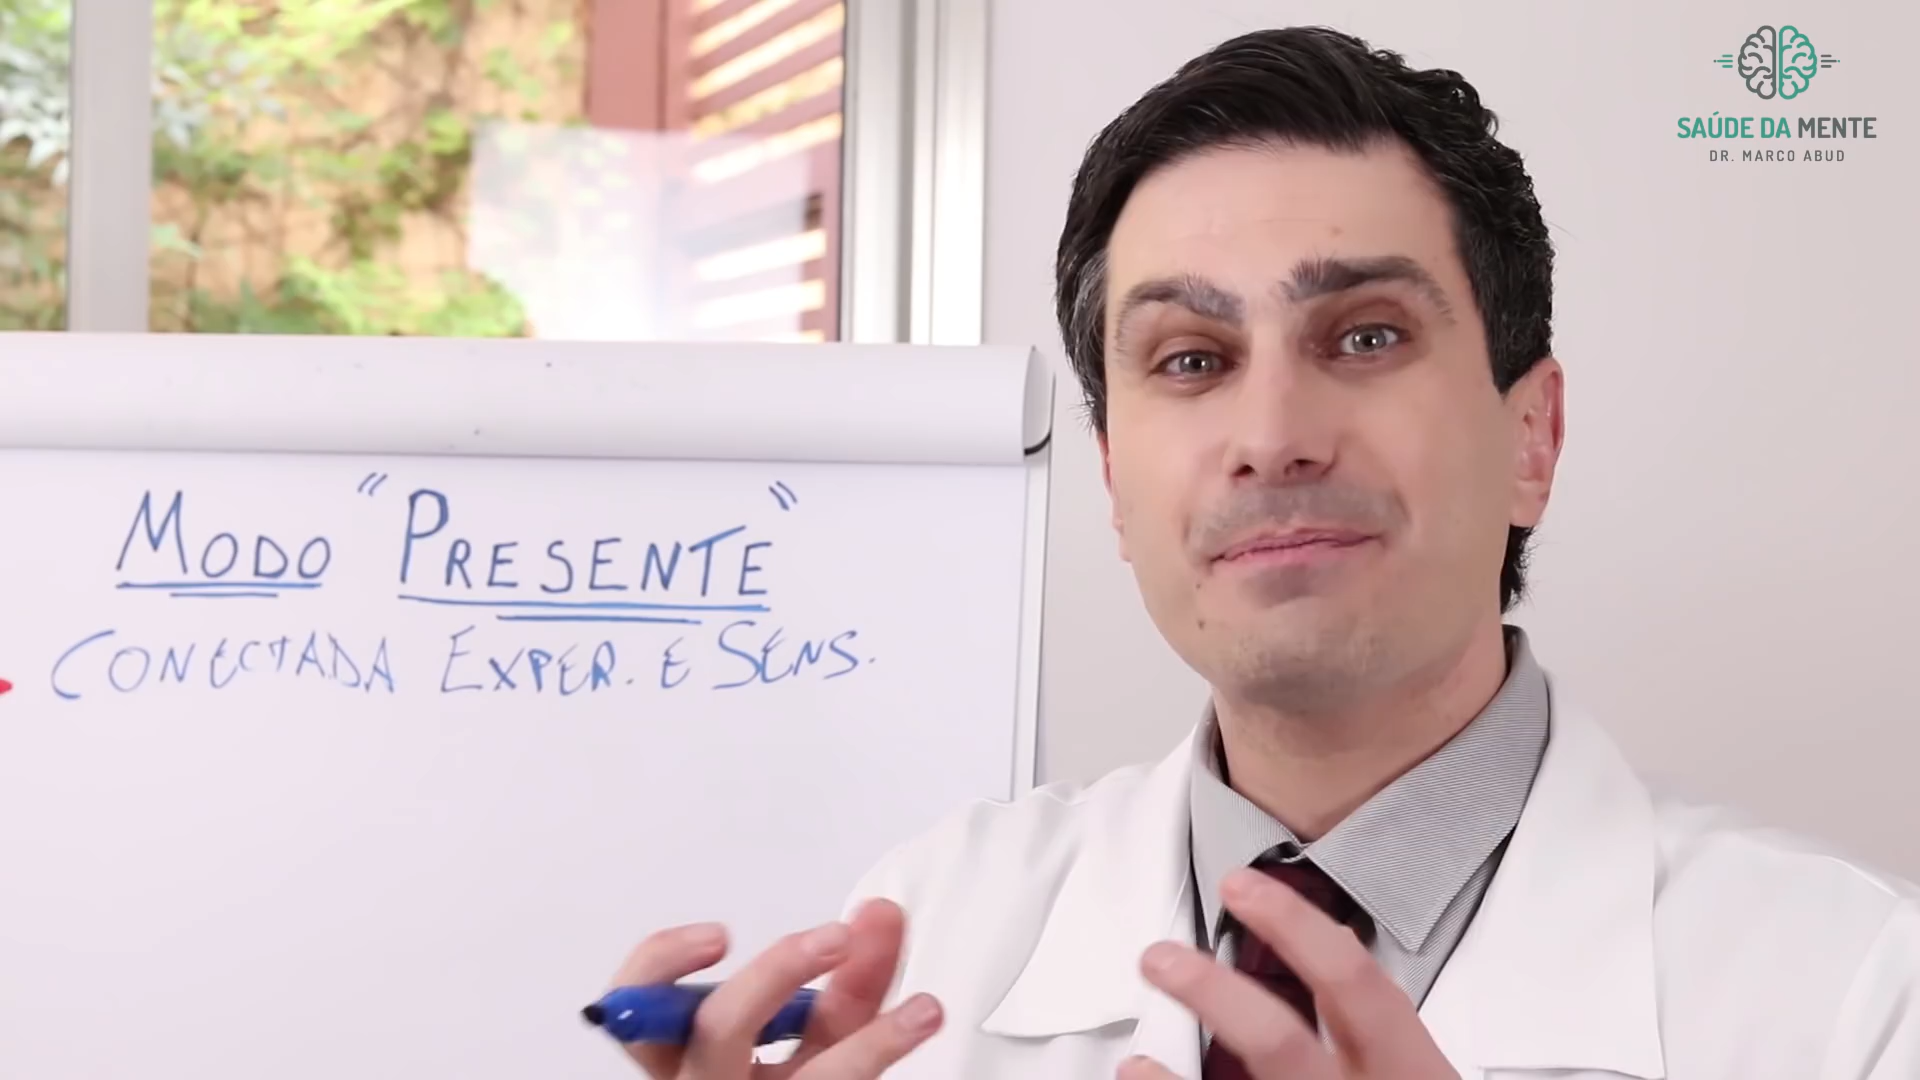 SAÚDE DA MENTE
DR. MARCO ABUD
MODO "PRESENTE"
CONECTADA EXPER. E SENS.